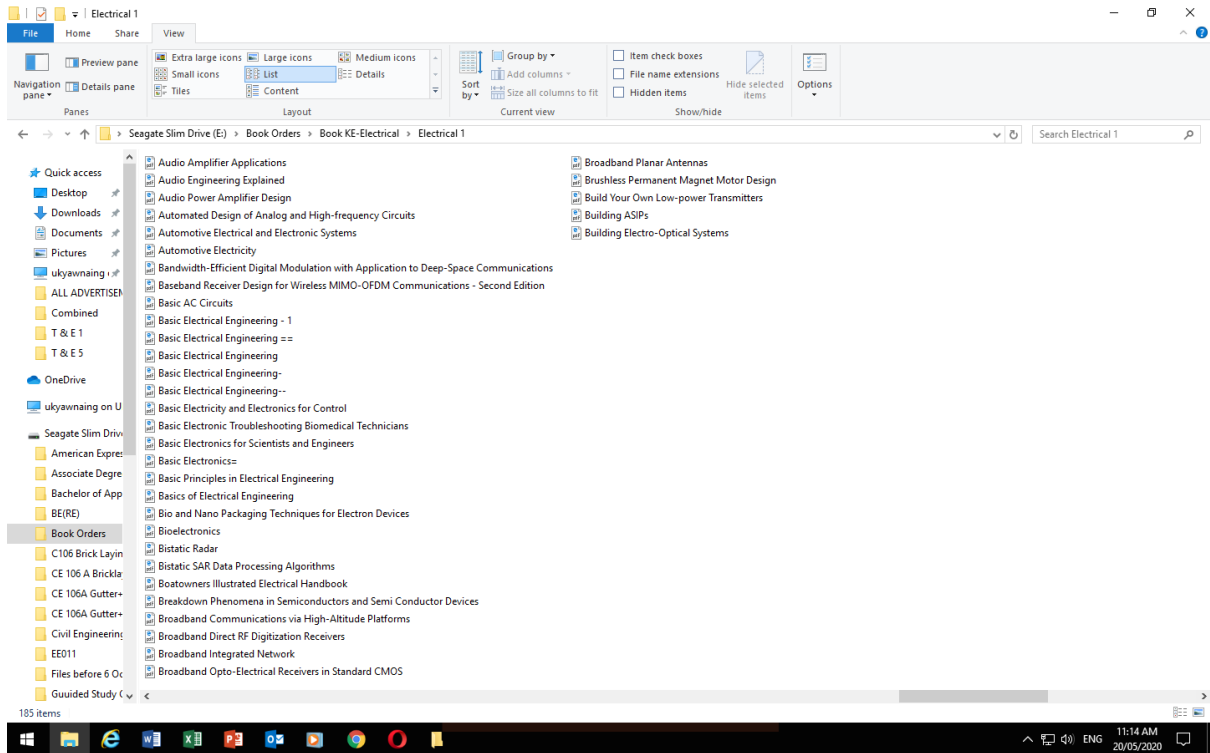 Electrical 1
File Home Share View
Preview pane
Details pane
Navigation pane
Panes
Extra large icons Large icons Medium icons
Small icons List Details
Tiles Content
Layout
Sort by
Group by
Add columns
Size all columns to fit
Current view
Item check boxes
File name extensions
Hidden items
Hide selected items
Show/hide
Options
Seagate Slim Drive (E:) > Book Orders > Book KE-Electrical > Electrical 1
Search Electrical 1
Quick access
Desktop
Downloads
Documents
Pictures
ukyawnaing
ALL ADVERTISEM
Combined
T & E 1
T & E 5
OneDrive
ukyawnaing on U
Seagate Slim Driv
American Expres
Associate Degre
Bachelor of App
BE(RE)
Book Orders
C106 Brick Layin
CE 106 A Brickla
CE 106A Gutter+
CE 106A Gutter+
Civil Engineering
EE011
Files before 6 Oc
Guuided Study (
Audio Amplifier Applications
Audio Engineering Explained
Audio Power Amplifier Design
Automated Design of Analog and High-frequency Circuits
Automotive Electrical and Electronic Systems
Automotive Electricity
Bandwidth-Efficient Digital Modulation with Application to Deep-Space Communications
Baseband Receiver Design for Wireless MIMO-OFDM Communications - Second Edition
Basic AC Circuits
Basic Electrical Engineering - 1
Basic Electrical Engineering ==
Basic Electrical Engineering
Basic Electrical Engineering-
Basic Electrical Engineering--
Basic Electricity and Electronics for Control
Basic Electronic Troubleshooting Biomedical Technicians
Basic Electronics for Scientists and Engineers
Basic Electronics=
Basic Principles in Electrical Engineering
Basics of Electrical Engineering
Bio and Nano Packaging Techniques for Electron Devices
Bioelectronics
Bistatic Radar
Bistatic SAR Data Processing Algorithms
Boatowners Illustrated Electrical Handbook
Breakdown Phenomena in Semiconductors and Semi Conductor Devices
Broadband Communications via High-Altitude Platforms
Broadband Direct RF Digitization Receivers
Broadband Integrated Network
Broadband Opto-Electrical Receivers in Standard CMOS
Broadband Planar Antennas
Brushless Permanent Magnet Motor Design
Build Your Own Low-power Transmitters
Building ASIPs
Building Electro-Optical Systems
185 items
ENG
11:14 AM
20/05/2020